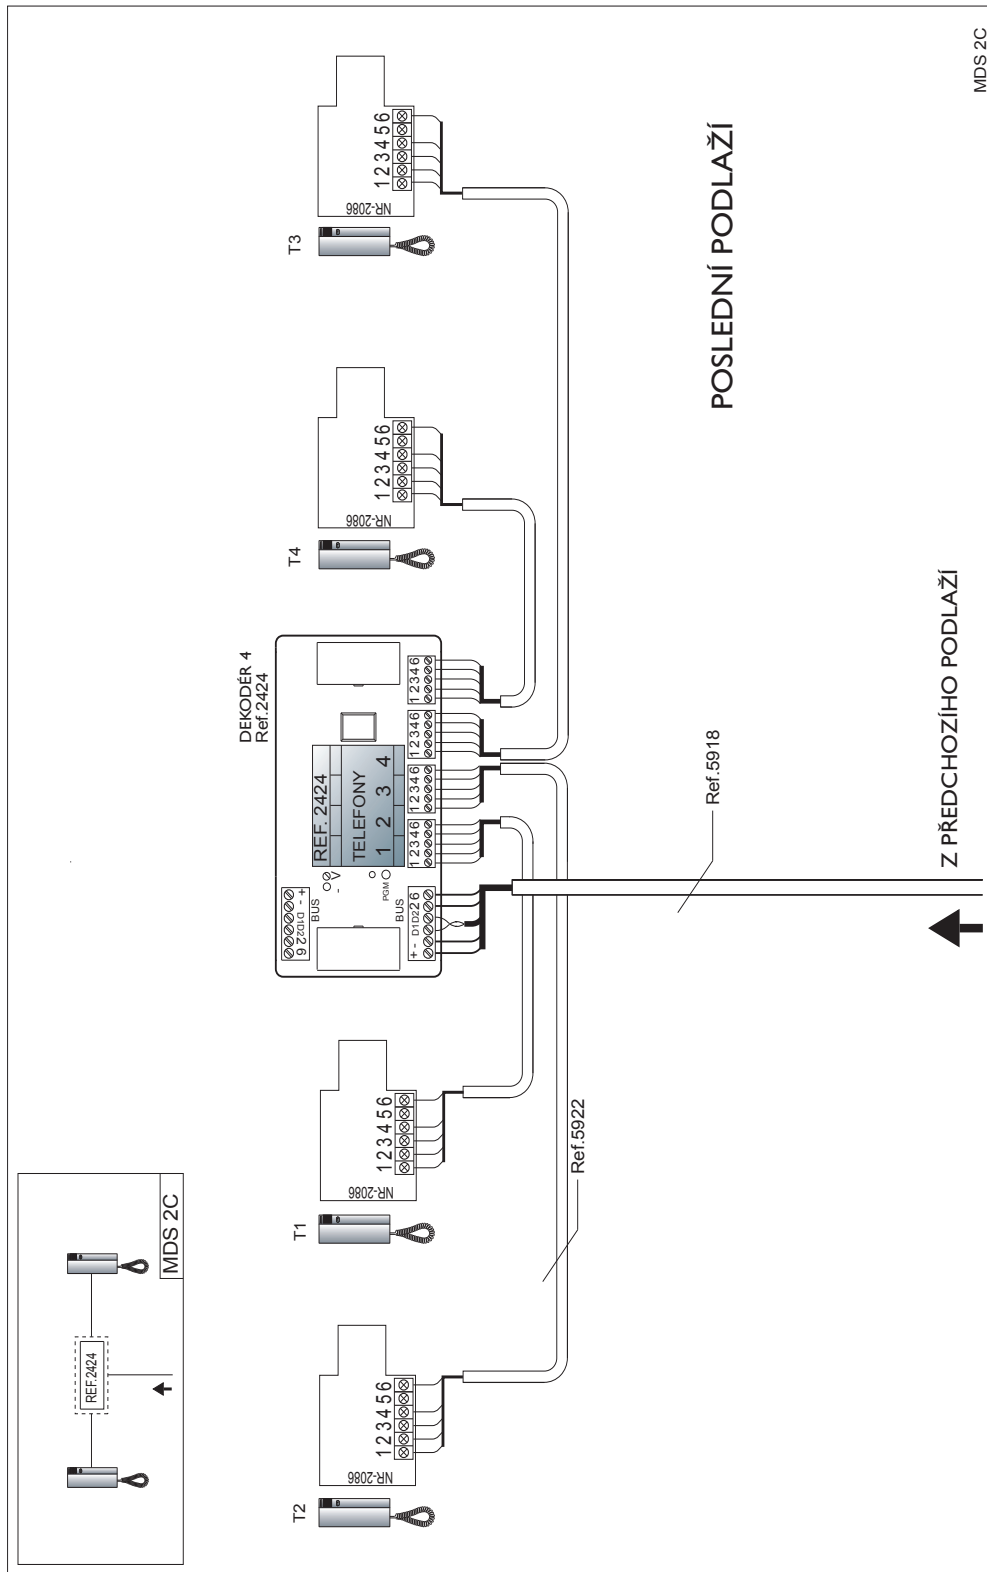 REF.2424
MDS 2C
DEKODÉR 4
Ref.2424
6 2 D1D2 - +
BUS
- V
PGM
BUS
+ - D1D2 2 6
REF. 2424
TELEFONY
1 2 3 4
1 2 3 4 6
1 2 3 4 6
1 2 3 4 6
1 2 3 4 6
T2
NR-2086
1 2 3 4 5 6
T1
NR-2086
1 2 3 4 5 6
T4
NR-2086
1 2 3 4 5 6
T3
NR-2086
1 2 3 4 5 6
Ref.5922
Ref.5918
POSLEDNÍ PODLAŽÍ
Z PŘEDCHOZÍHO PODLAŽÍ
MDS 2C